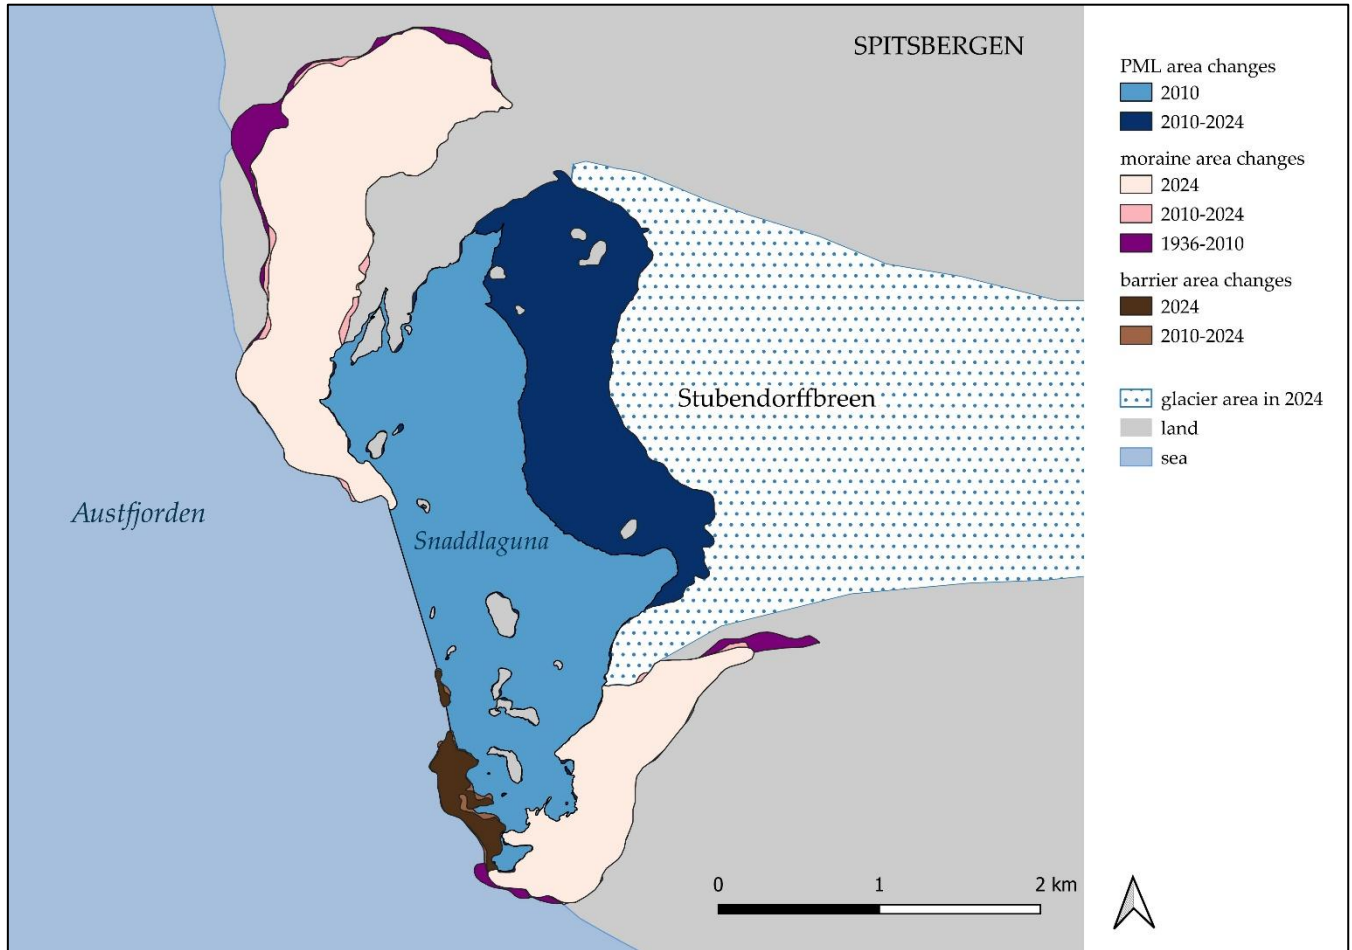 SPITSBERGEN
Stubendorffbreen
Austfjorden
Snaddlaguna
0 1 2 km
PML area changes
2010
2010-2024
moraine area changes
2024
2010-2024
1936-2010
barrier area changes
2024
2010-2024
glacier area in 2024
land
sea